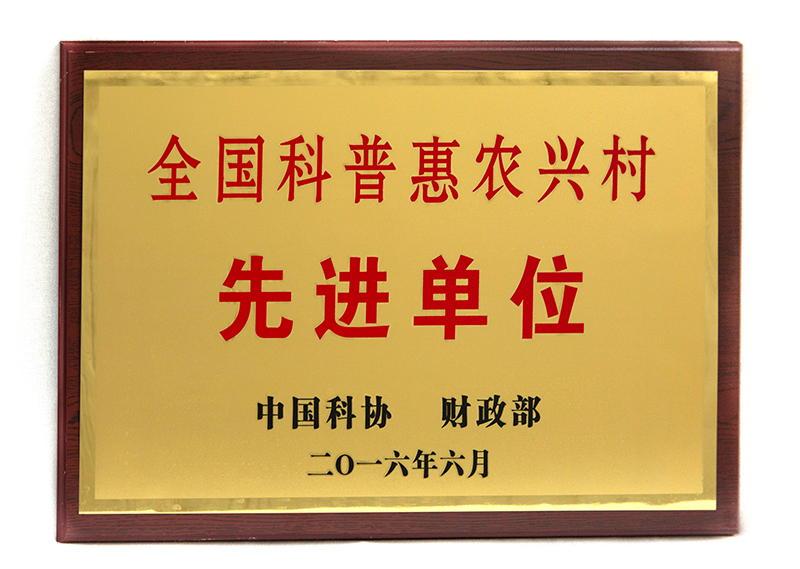 全国科普惠农兴村
先进单位
中国科协 财政部
二〇一六年六月